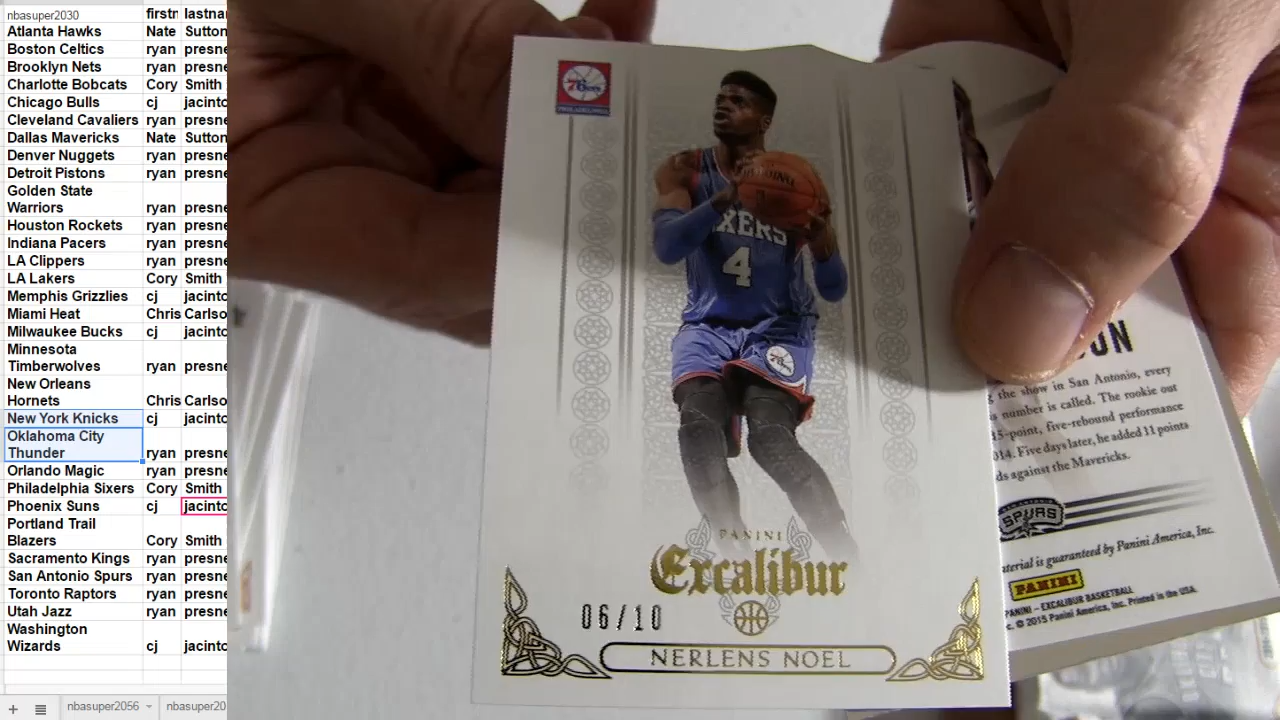 nbasuper2030 firstn lastnam
Atlanta Hawks Nate Sutton
Boston Celtics ryan presne
Brooklyn Nets ryan presne
Charlotte Bobcats Cory Smith
Chicago Bulls cj jacinto
Cleveland Cavaliers ryan presne
Dallas Mavericks Nate Sutton
Denver Nuggets ryan presne
Detroit Pistons ryan presne
Golden State
Warriors ryan presne
Houston Rockets ryan presne
Indiana Pacers ryan presne
LA Clippers ryan presne
LA Lakers Cory Smith
Memphis Grizzlies cj jacinto
Miami Heat Chris Carlso
Milwaukee Bucks cj jacinto
Minnesota
Timberwolves ryan presne
New Orleans
Hornets Chris Carlso
New York Knicks cj jacinto
Oklahoma City
Thunder ryan presne
Orlando Magic ryan presne
Philadelphia Sixers Cory Smith
Phoenix Suns cj jacinto
Portland Trail
Blazers Cory Smith
Sacramento Kings ryan presne
San Antonio Spurs ryan presne
Toronto Raptors ryan presne
Utah Jazz ryan presne
Washington
Wizards cj jacinto
nbasuper2056 nbasuper20
76ers
PHILADELPHIA
SPALDING
XERS
4
76
PANINI
Excalibur
06/10
NERLENS NOEL
ON
g the show in San Antonio, every
s number is called. The rookie out
15-point, five-rebound performance
014. Five days later, he added 11 points
ds against the Mavericks.
SPURS
aterial is guaranteed by Panini America, Inc.
PANINI
PANINI – EXCALIBUR BASKETBALL
c. © 2015 Panini America, Inc. Printed in the USA.